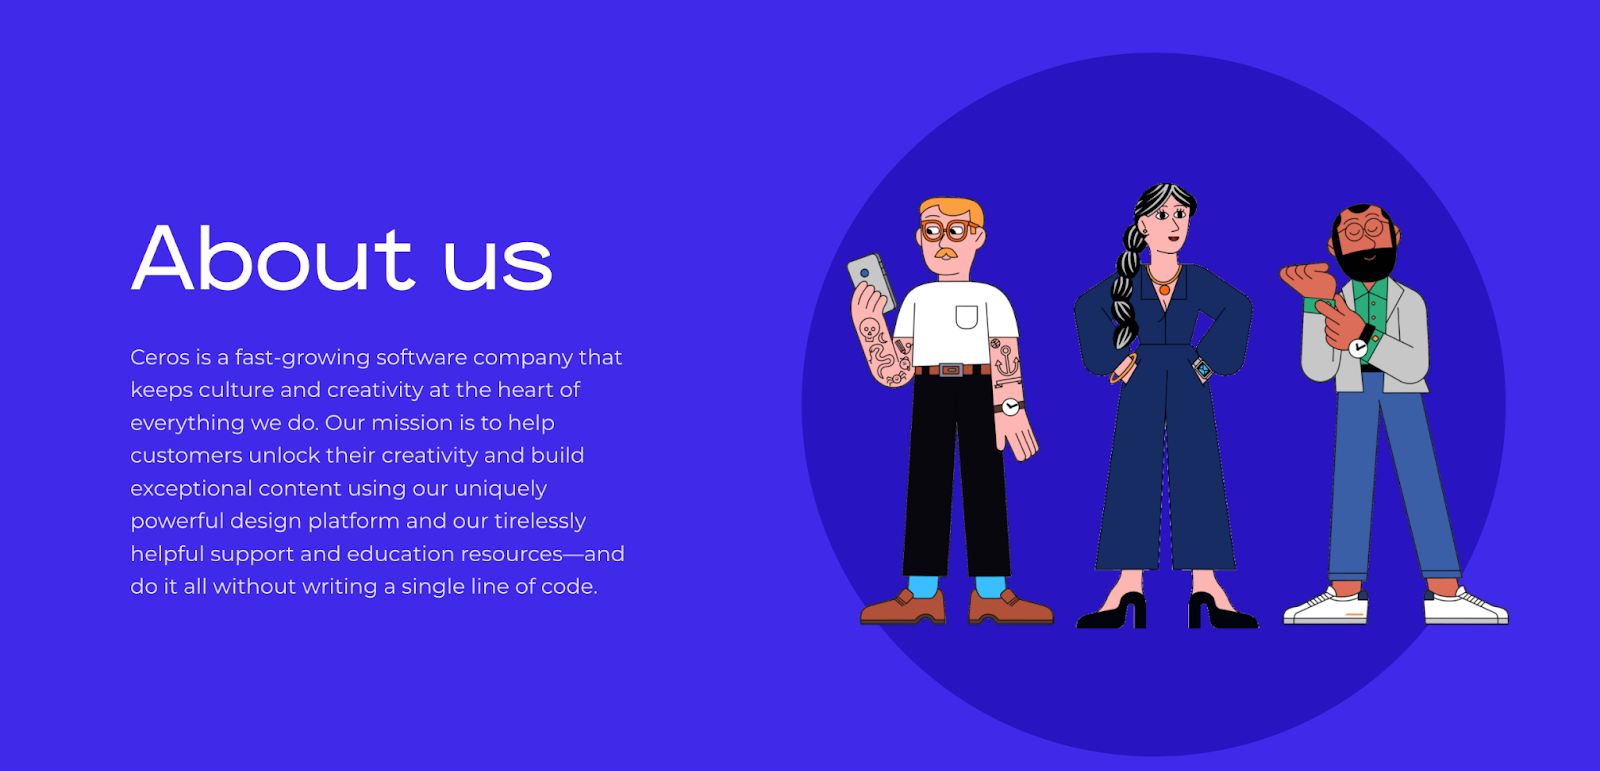 About us
Ceros is a fast-growing software company that
keeps culture and creativity at the heart of
everything we do. Our mission is to help
customers unlock their creativity and build
exceptional content using our uniquely
powerful design platform and our tirelessly
helpful support and education resources—and
do it all without writing a single line of code.